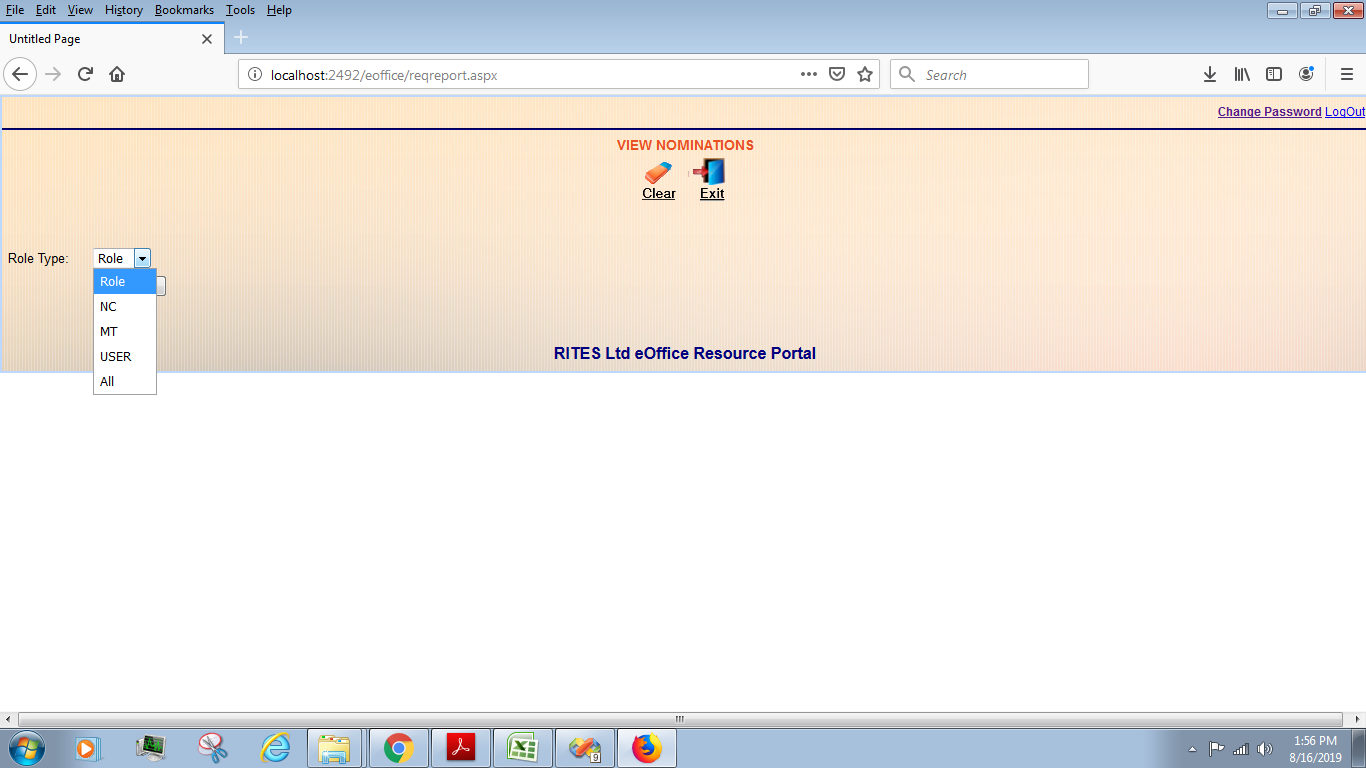 File Edit View History Bookmarks Tools Help
Untitled Page
localhost:2492/eoffice/reqreport.aspx
Search
Change Password LogOut
VIEW NOMINATIONS
Clear Exit
Role Type: Role
Role
NC
MT
USER
All
RITES Ltd eOffice Resource Portal
9
1:56 PM
8/16/2019